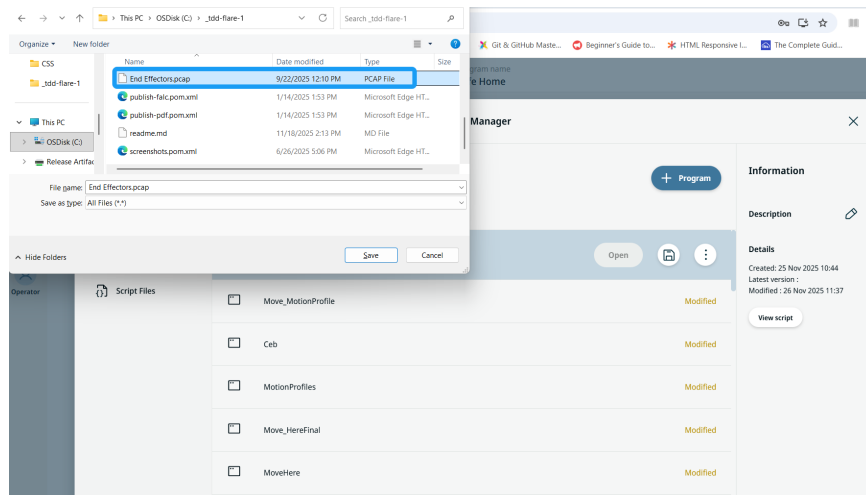 This PC > OSDisk (C:) > _tdd-flare-1
Search _tdd-flare-1
Organize
New folder
Name
Date modified
Type
Size
CSS
_tdd-flare-1
This PC
OSDisk (C:)
Release Artifac
End Effectors.pcap 9/22/2025 12:10 PM PCAP File
publish-falc.pom.xml 1/14/2025 1:53 PM Microsoft Edge HT...
publish-pdf.pom.xml 1/14/2025 1:53 PM Microsoft Edge HT...
readme.md 11/18/2025 2:13 PM MD File
screenshots.pom.xml 6/26/2025 5:06 PM Microsoft Edge HT...
File name: End Effectors.pcap
Save as type: All Files (*.*)
Hide Folders
Save
Cancel
Git & GitHub Maste...
Beginner's Guide to...
HTML Responsive I...
The Complete Guid...
gram name
e Home
Manager
+ Program
Open
Operator
{} Script Files
Move_MotionProfile Modified
Ceb Modified
MotionProfiles Modified
Move_HereFinal Modified
MoveHere Modified
Information
Description
Details
Created: 25 Nov 2025 10:44
Latest version :
Modified : 26 Nov 2025 11:37
View script